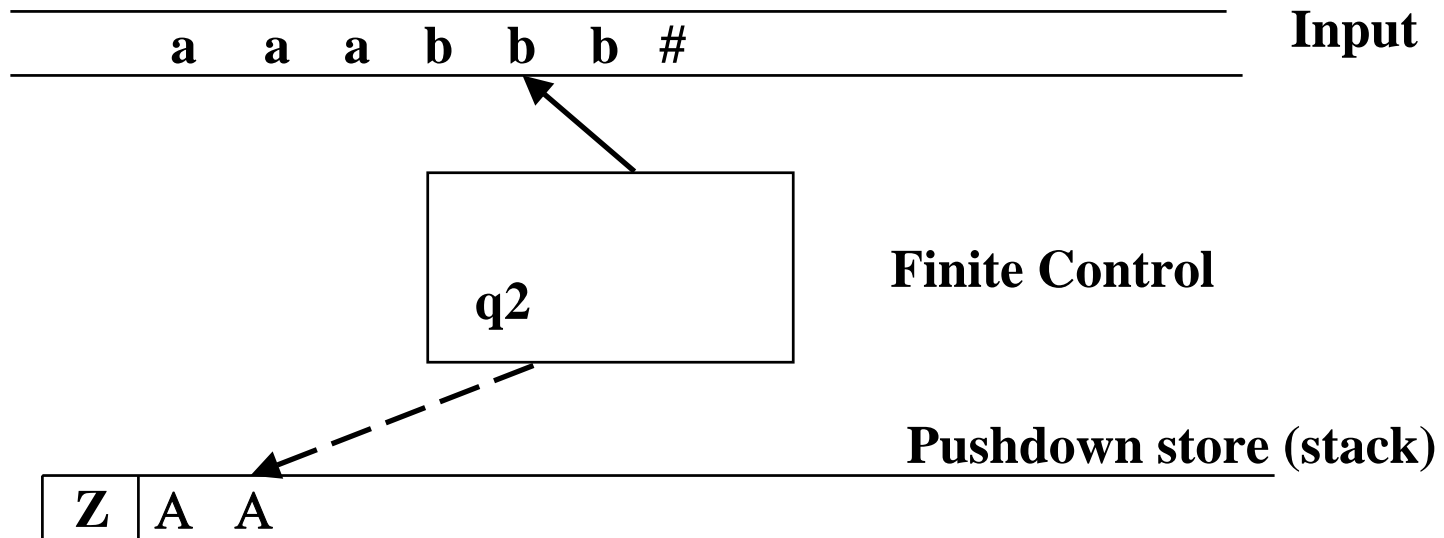 a a a b b b # Input
Finite Control
q2
Pushdown store (stack)
Z A A